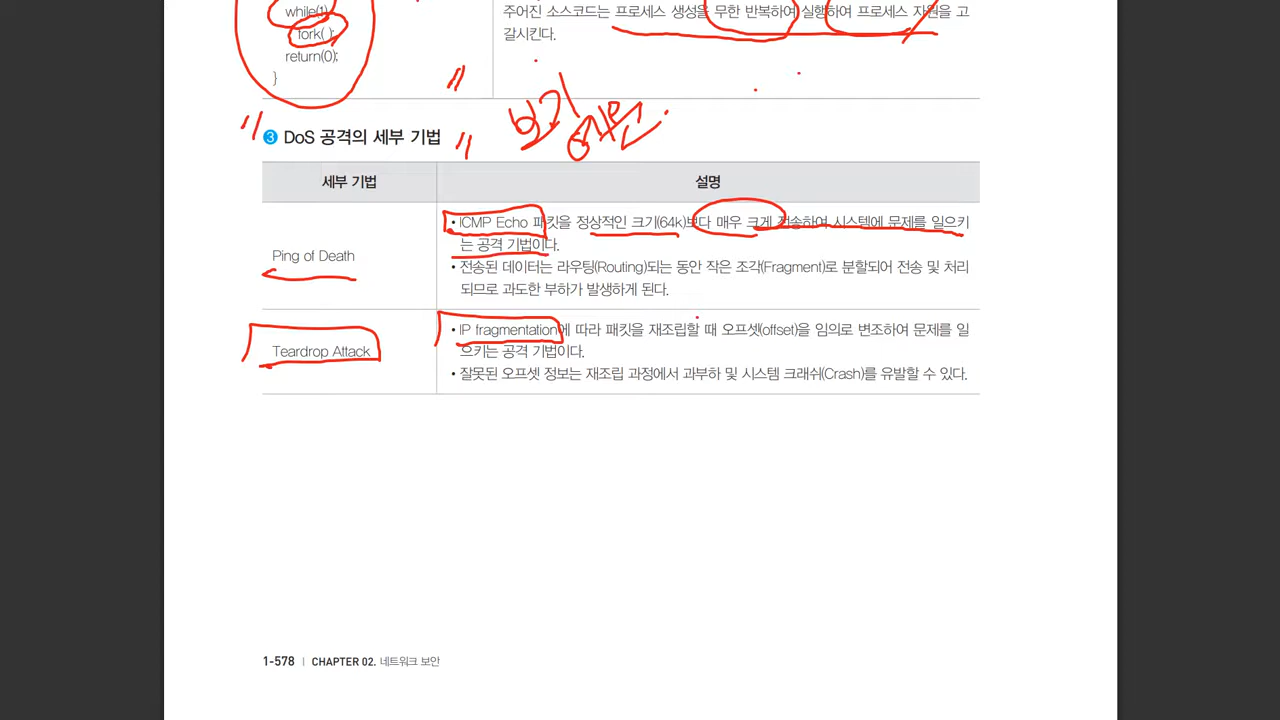 while(1)
fork( );
return(0);
}
주어진 소스코드는 프로세스 생성을 무한 반복하여 실행하여 프로세스 자원을 고
갈시킨다.
3 DoS 공격의 세부 기법
세부 기법
설명
Ping of Death
• ICMP Echo 패킷을 정상적인 크기(64k)보다 매우 크게 전송하여 시스템에 문제를 일으키
는 공격 기법이다.
• 전송된 데이터는 라우팅(Routing)되는 동안 작은 조각(Fragment)로 분할되어 전송 및 처리
되므로 과도한 부하가 발생하게 된다.
Teardrop Attack
• IP fragmentation에 따라 패킷을 재조립할 때 오프셋(offset)을 임의로 변조하여 문제를 일
으키는 공격 기법이다.
• 잘못된 오프셋 정보는 재조립 과정에서 과부하 및 시스템 크래쉬(Crash)를 유발할 수 있다.
1-578 | CHAPTER 02. 네트워크 보안